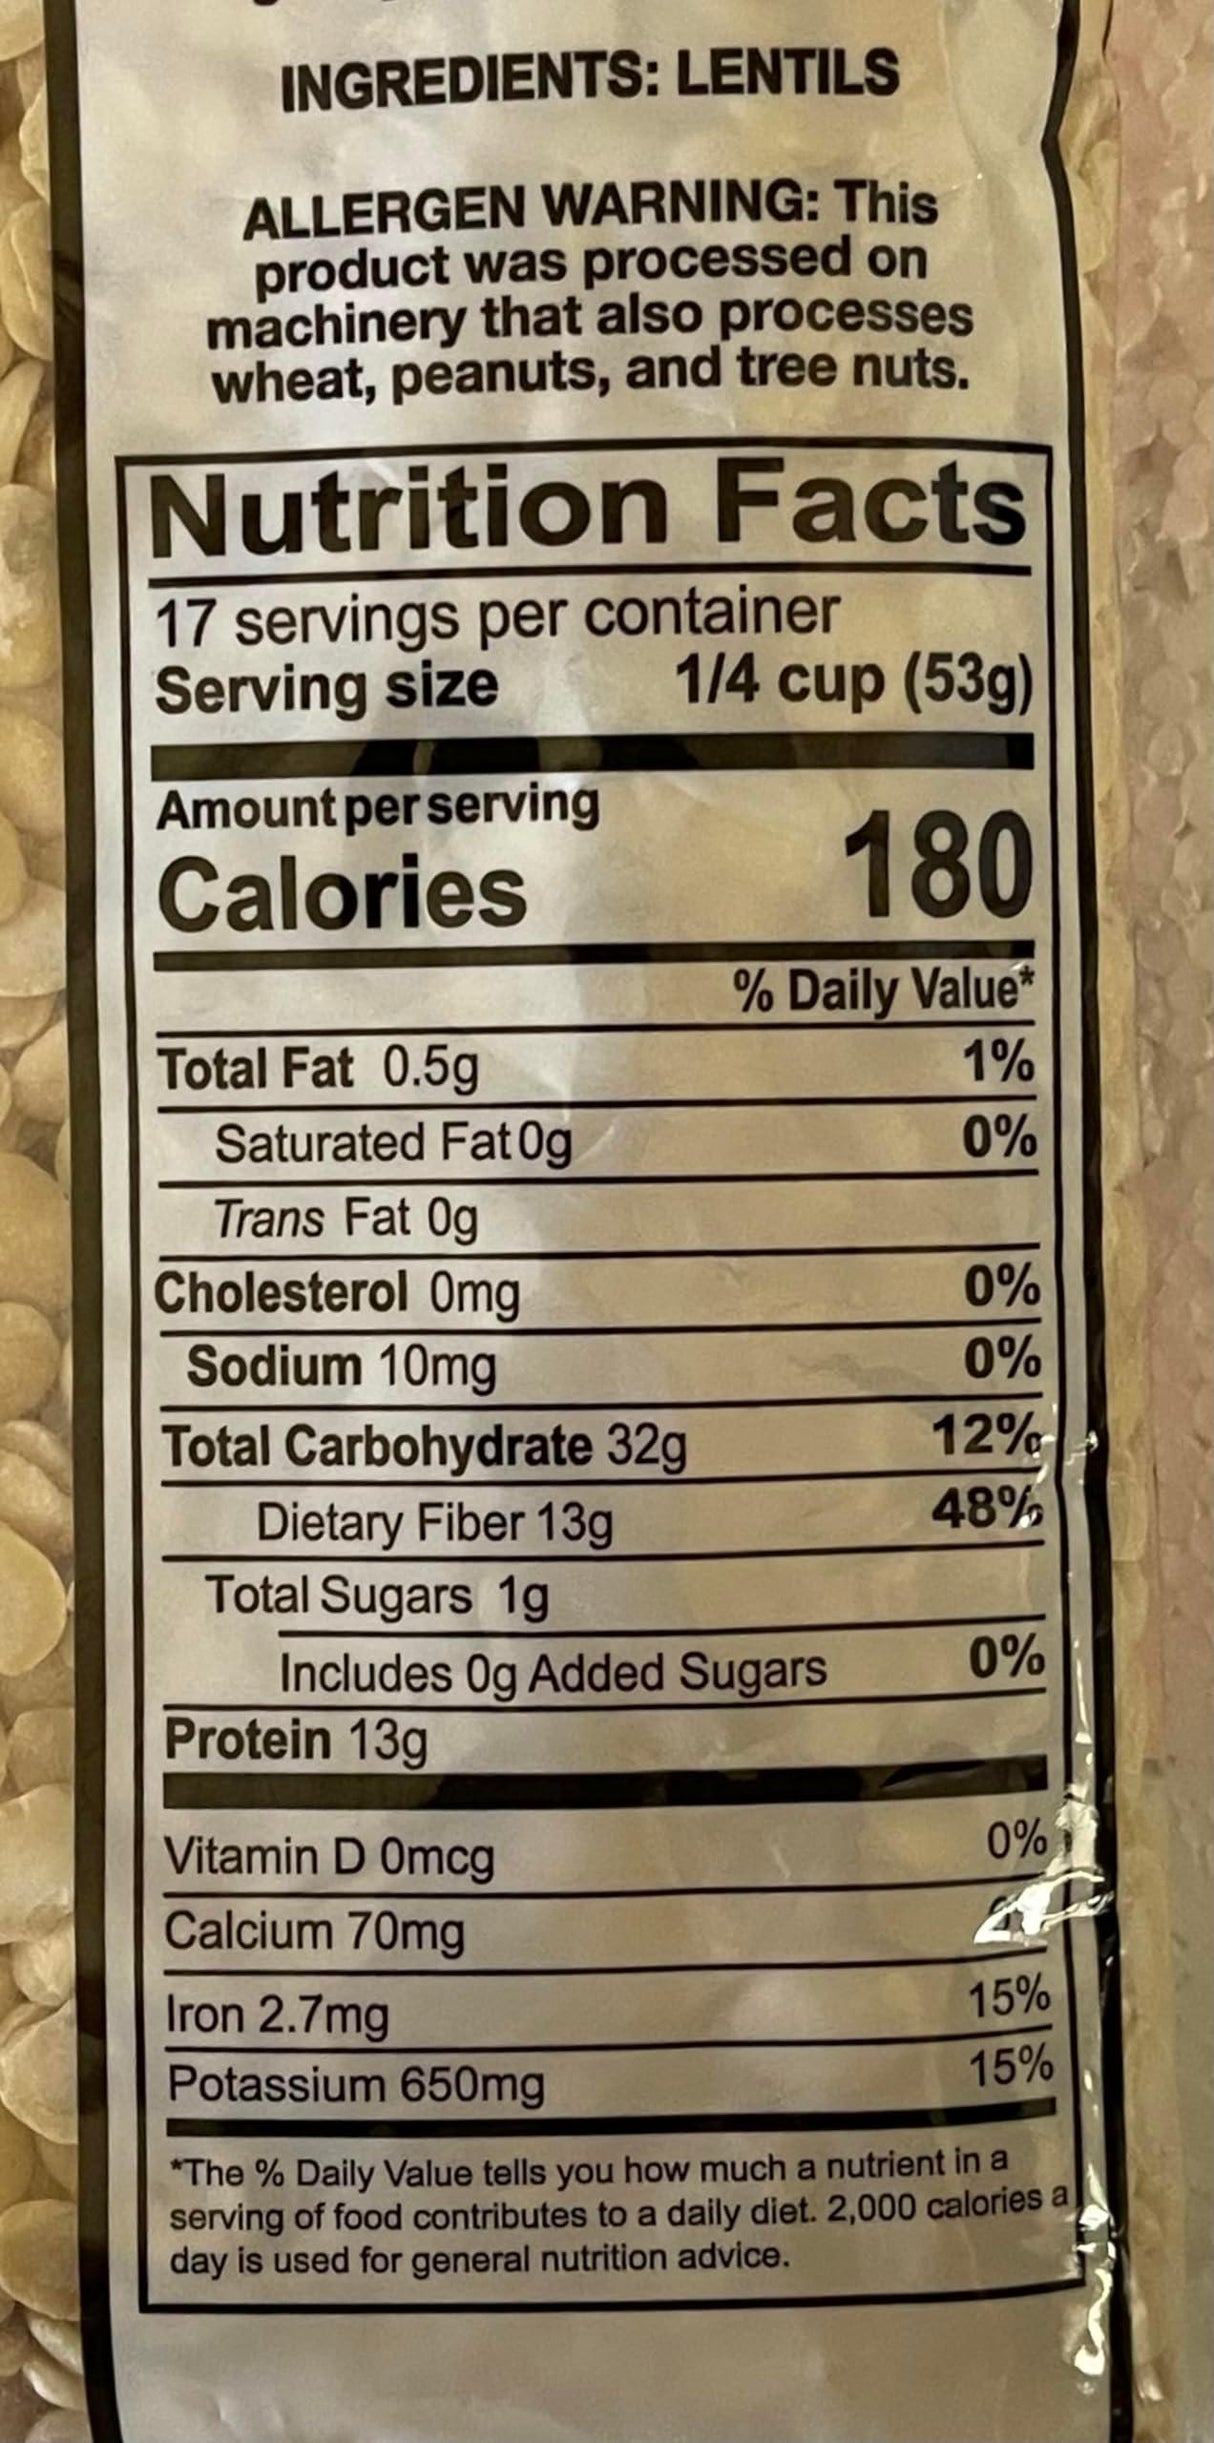 INGREDIENTS: LENTILS
ALLERGEN WARNING: This
product was processed on
machinery that also processes
wheat, peanuts, and tree nuts.
Nutrition Facts
17 servings per container
Serving size 1/4 cup (53g)
Amount per serving
Calories 180
% Daily Value*
Total Fat 0.5g 1%
Saturated Fat 0g 0%
Trans Fat 0g
Cholesterol 0mg 0%
Sodium 10mg 0%
Total Carbohydrate 32g 12%
Dietary Fiber 13g 48%
Total Sugars 1g
Includes 0g Added Sugars 0%
Protein 13g
Vitamin D 0mcg 0%
Calcium 70mg
Iron 2.7mg 15%
Potassium 650mg 15%
*The % Daily Value tells you how much a nutrient in a
serving of food contributes to a daily diet. 2,000 calories a
day is used for general nutrition advice.